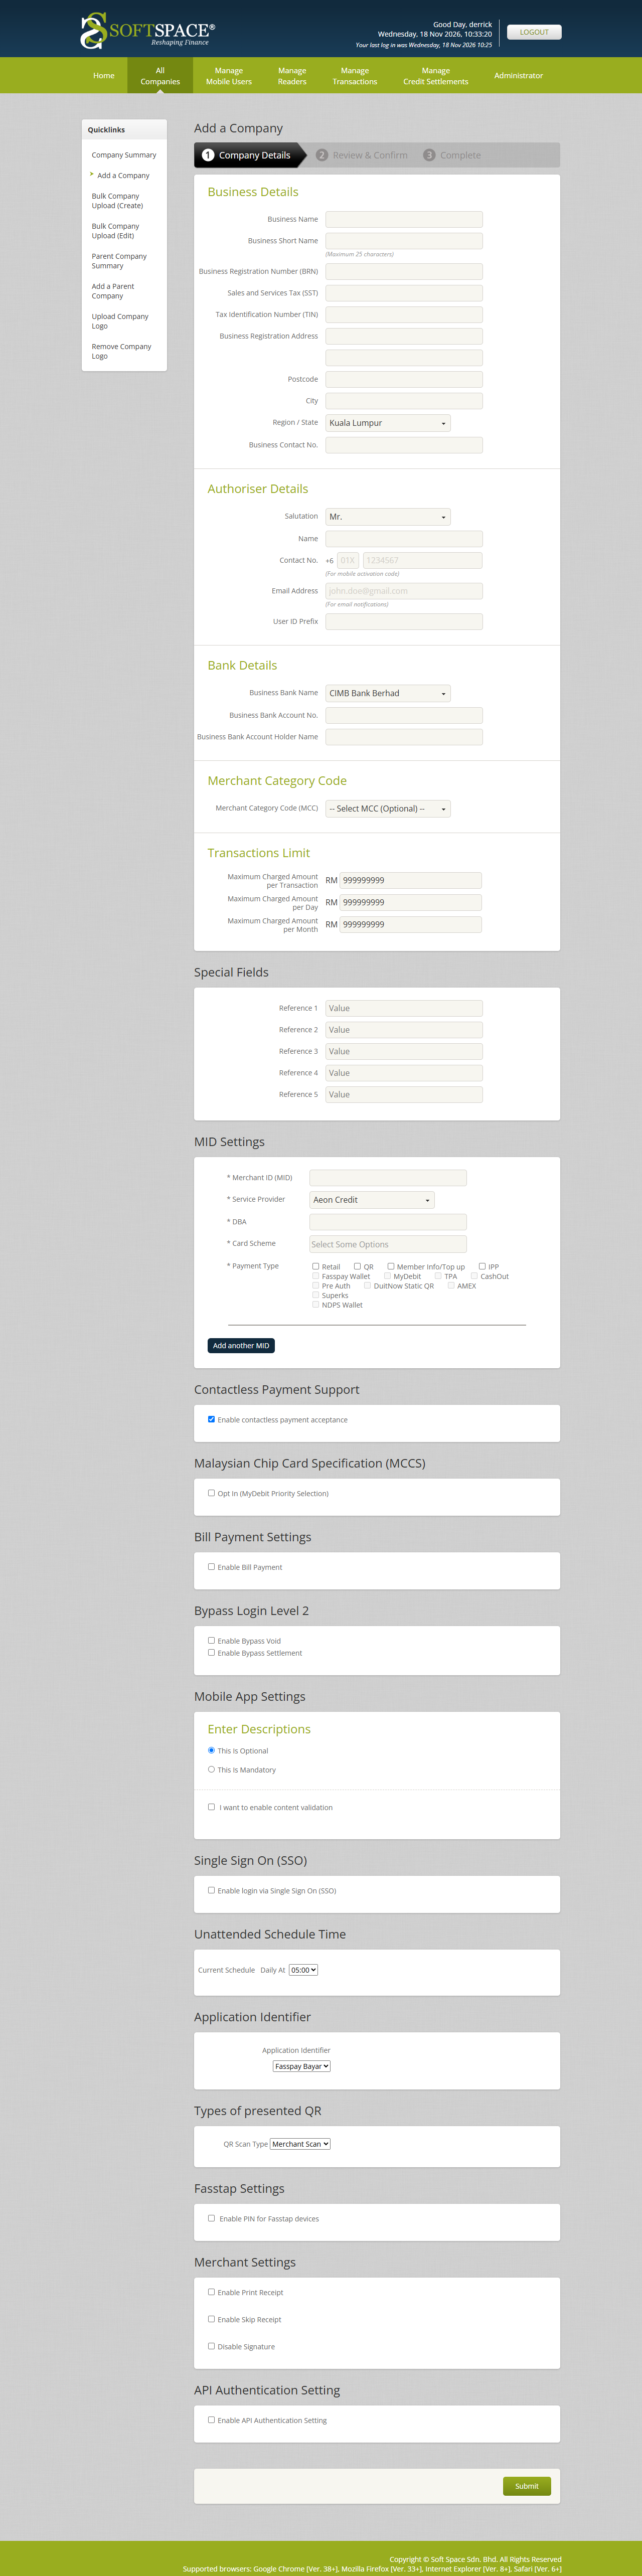 SOFTSPACE®
Reshaping Finance
Good Day, derrick
Wednesday, 18 Nov 2026, 10:33:20
Your last log in was Wednesday, 18 Nov 2026 10:25
LOGOUT
Home
All Companies
Manage Mobile Users
Manage Readers
Manage Transactions
Manage Credit Settlements
Administrator
Quicklinks
Company Summary
Add a Company
Bulk Company
Upload (Create)
Bulk Company
Upload (Edit)
Parent Company
Summary
Add a Parent
Company
Upload Company
Logo
Remove Company
Logo
Add a Company
1 Company Details 2 Review & Confirm 3 Complete
Business Details
Business Name
Business Short Name
(Maximum 25 characters)
Business Registration Number (BRN)
Sales and Services Tax (SST)
Tax Identification Number (TIN)
Business Registration Address
Postcode
City
Region / State Kuala Lumpur
Business Contact No.
Authoriser Details
Salutation Mr.
Name
Contact No. +6 01X 1234567
(For mobile activation code)
Email Address john.doe@gmail.com
(For email notifications)
User ID Prefix
Bank Details
Business Bank Name CIMB Bank Berhad
Business Bank Account No.
Business Bank Account Holder Name
Merchant Category Code
Merchant Category Code (MCC) -- Select MCC (Optional) --
Transactions Limit
Maximum Charged Amount
per Transaction RM 999999999
Maximum Charged Amount
per Day RM 999999999
Maximum Charged Amount
per Month RM 999999999
Special Fields
Reference 1 Value
Reference 2 Value
Reference 3 Value
Reference 4 Value
Reference 5 Value
MID Settings
* Merchant ID (MID)
* Service Provider Aeon Credit
* DBA
* Card Scheme Select Some Options
* Payment Type Retail QR Member Info/Top up IPP
Fasspay Wallet MyDebit TPA CashOut
Pre Auth DuitNow Static QR AMEX
Superks
NDPS Wallet
Add another MID
Contactless Payment Support
Enable contactless payment acceptance
Malaysian Chip Card Specification (MCCS)
Opt In (MyDebit Priority Selection)
Bill Payment Settings
Enable Bill Payment
Bypass Login Level 2
Enable Bypass Void
Enable Bypass Settlement
Mobile App Settings
Enter Descriptions
This is Optional
This is Mandatory
I want to enable content validation
Single Sign On (SSO)
Enable login via Single Sign On (SSO)
Unattended Schedule Time
Current Schedule Daily At 05:00
Application Identifier
Application Identifier
Fasspay Bayar
Types of presented QR
QR Scan Type Merchant Scan
Fasstap Settings
Enable PIN for Fasstap devices
Merchant Settings
Enable Print Receipt
Enable Skip Receipt
Disable Signature
API Authentication Setting
Enable API Authentication Setting
Submit
Copyright © Soft Space Sdn. Bhd. All Rights Reserved
Supported browsers: Google Chrome [Ver. 38+], Mozilla Firefox [Ver. 33+], Internet Explorer [Ver. 8+], Safari [Ver. 6+]